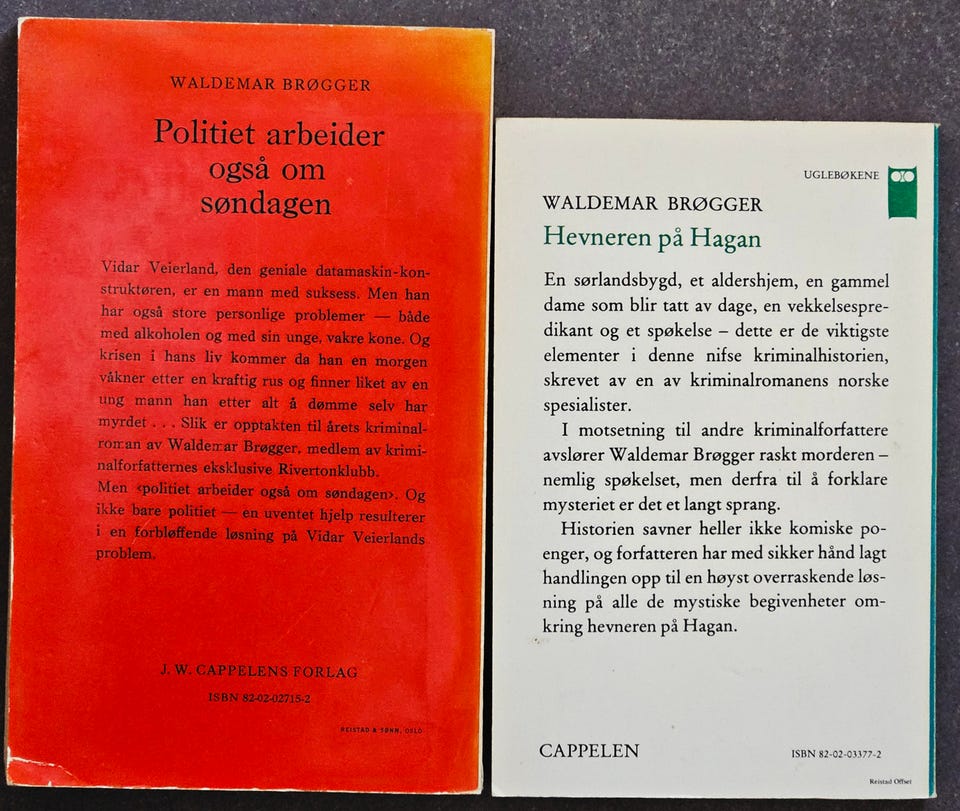 WALDEMAR BRØGGER
Politiet arbeider
også om
søndagen
Vidar Veierland, den geniale datamaskin-kon-
struktøren, er en mann med suksess. Men han
har også store personlige problemer — både
med alkoholen og med sin unge, vakre kone. Og
krisen i hans liv kommer da han en morgen
våkner etter en kraftig rus og finner liket av en
ung mann han etter alt å dømme selv har
myrdet . . . Slik er opptakten til årets kriminal-
roman av Waldemar Brøgger, medlem av krimi-
nalforfatternes eksklusive Rivertonklubb.
Men ‹politiet arbeider også om søndagen›. Og
ikke bare politiet — en uventet hjelp resulterer
i en forbløffende løsning på Vidar Veierlands
problem.
J. W. CAPPELENS FORLAG
ISBN 82-02-02715-2
REISTAD & SØNN, OSLO
UGLEBØKENE
WALDEMAR BRØGGER
Hevneren på Hagan
En sørlandsbygd, et aldershjem, en gammel
dame som blir tatt av dage, en vekkelsespre-
dikant og et spøkelse – dette er de viktigste
elementer i denne nifse kriminalhistorien,
skrevet av en av kriminalromanens norske
spesialister.
I motsetning til andre kriminalforfattere
avslører Waldemar Brøgger raskt morderen –
nemlig spøkelset, men derfra til å forklare
mysteriet er det et langt sprang.
Historien savner heller ikke komiske po-
enger, og forfatteren har med sikker hånd lagt
handlingen opp til en høyst overraskende løs-
ning på alle de mystiske begivenheter om-
kring hevneren på Hagan.
CAPPELEN
ISBN 82-02-03377-2
Reistad Offset